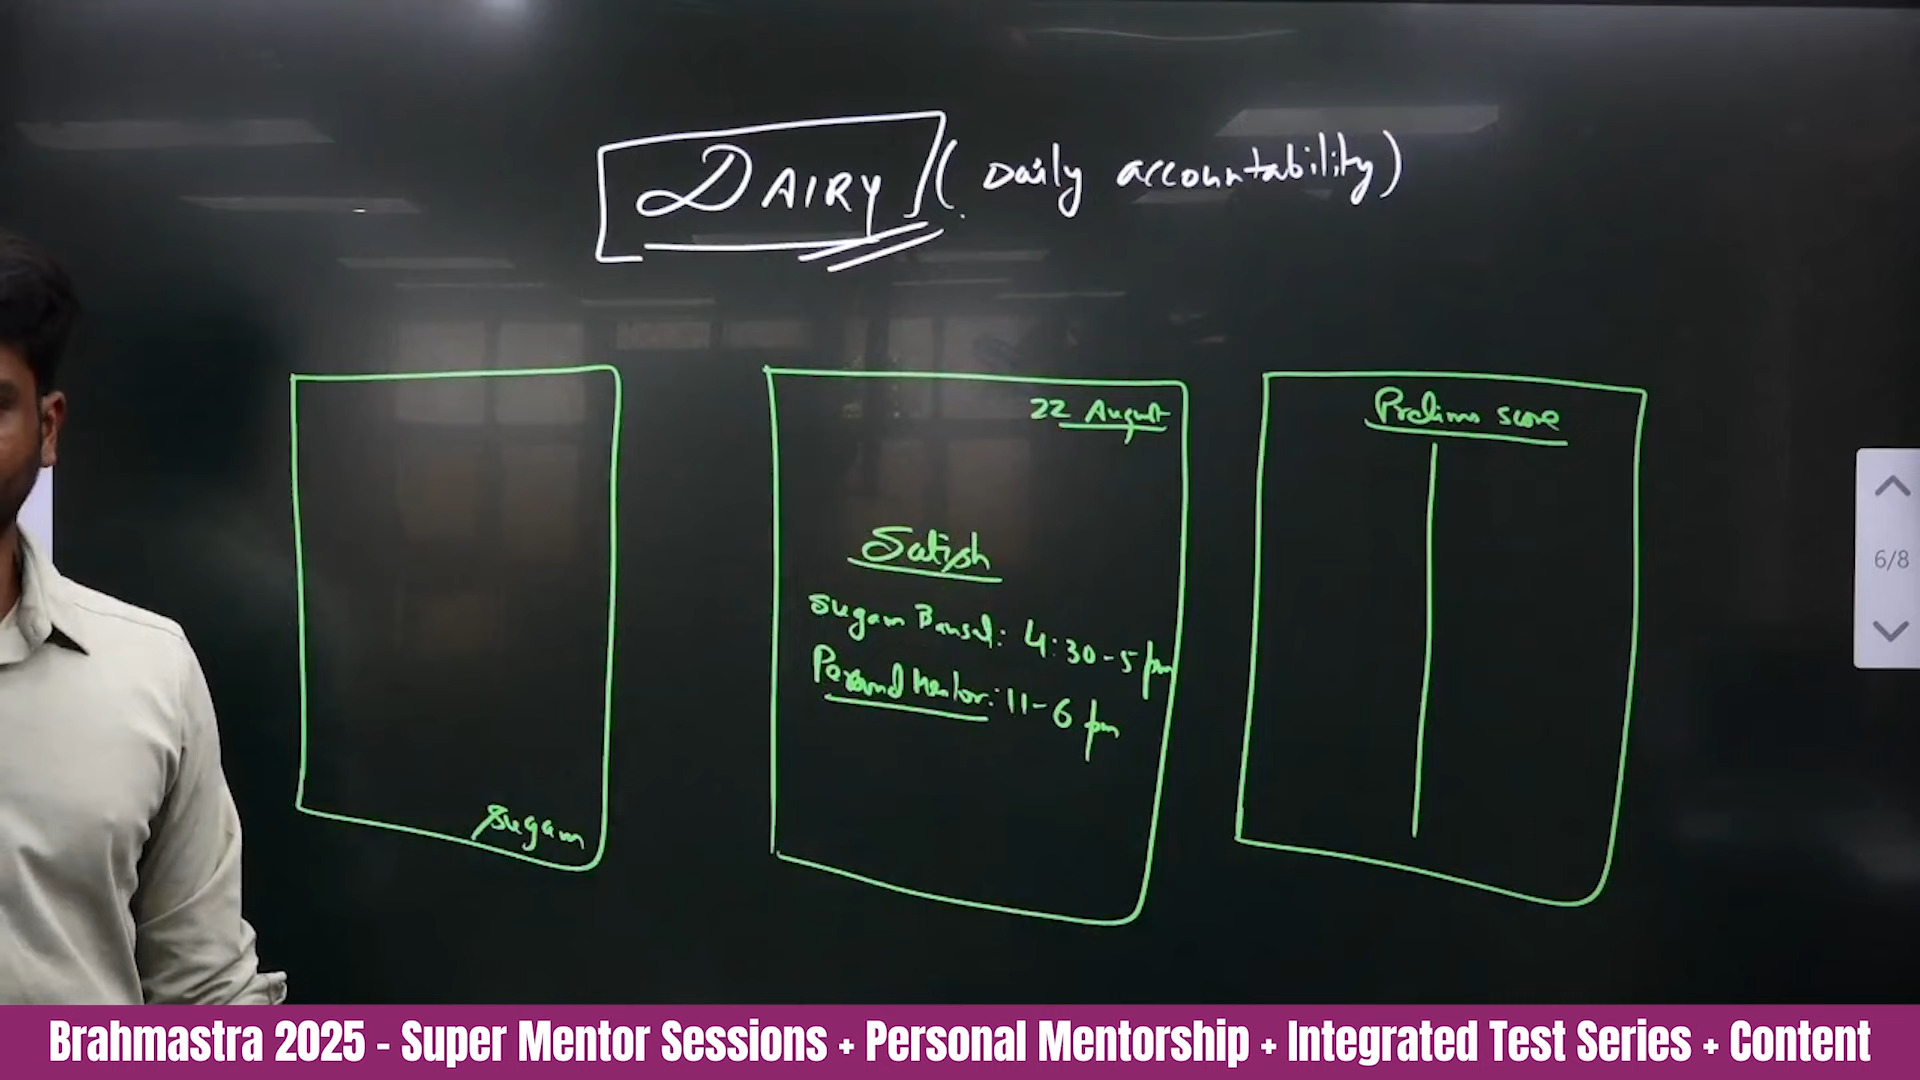 DAIRY (Daily accountability)
22 August
Prelims score
Satish
Sugam Bansal: 4:30-5 pm
Personal Mentor: 11-6 pm
Sugam
6/8
Brahmastra 2025 - Super Mentor Sessions + Personal Mentorship + Integrated Test Series + Content